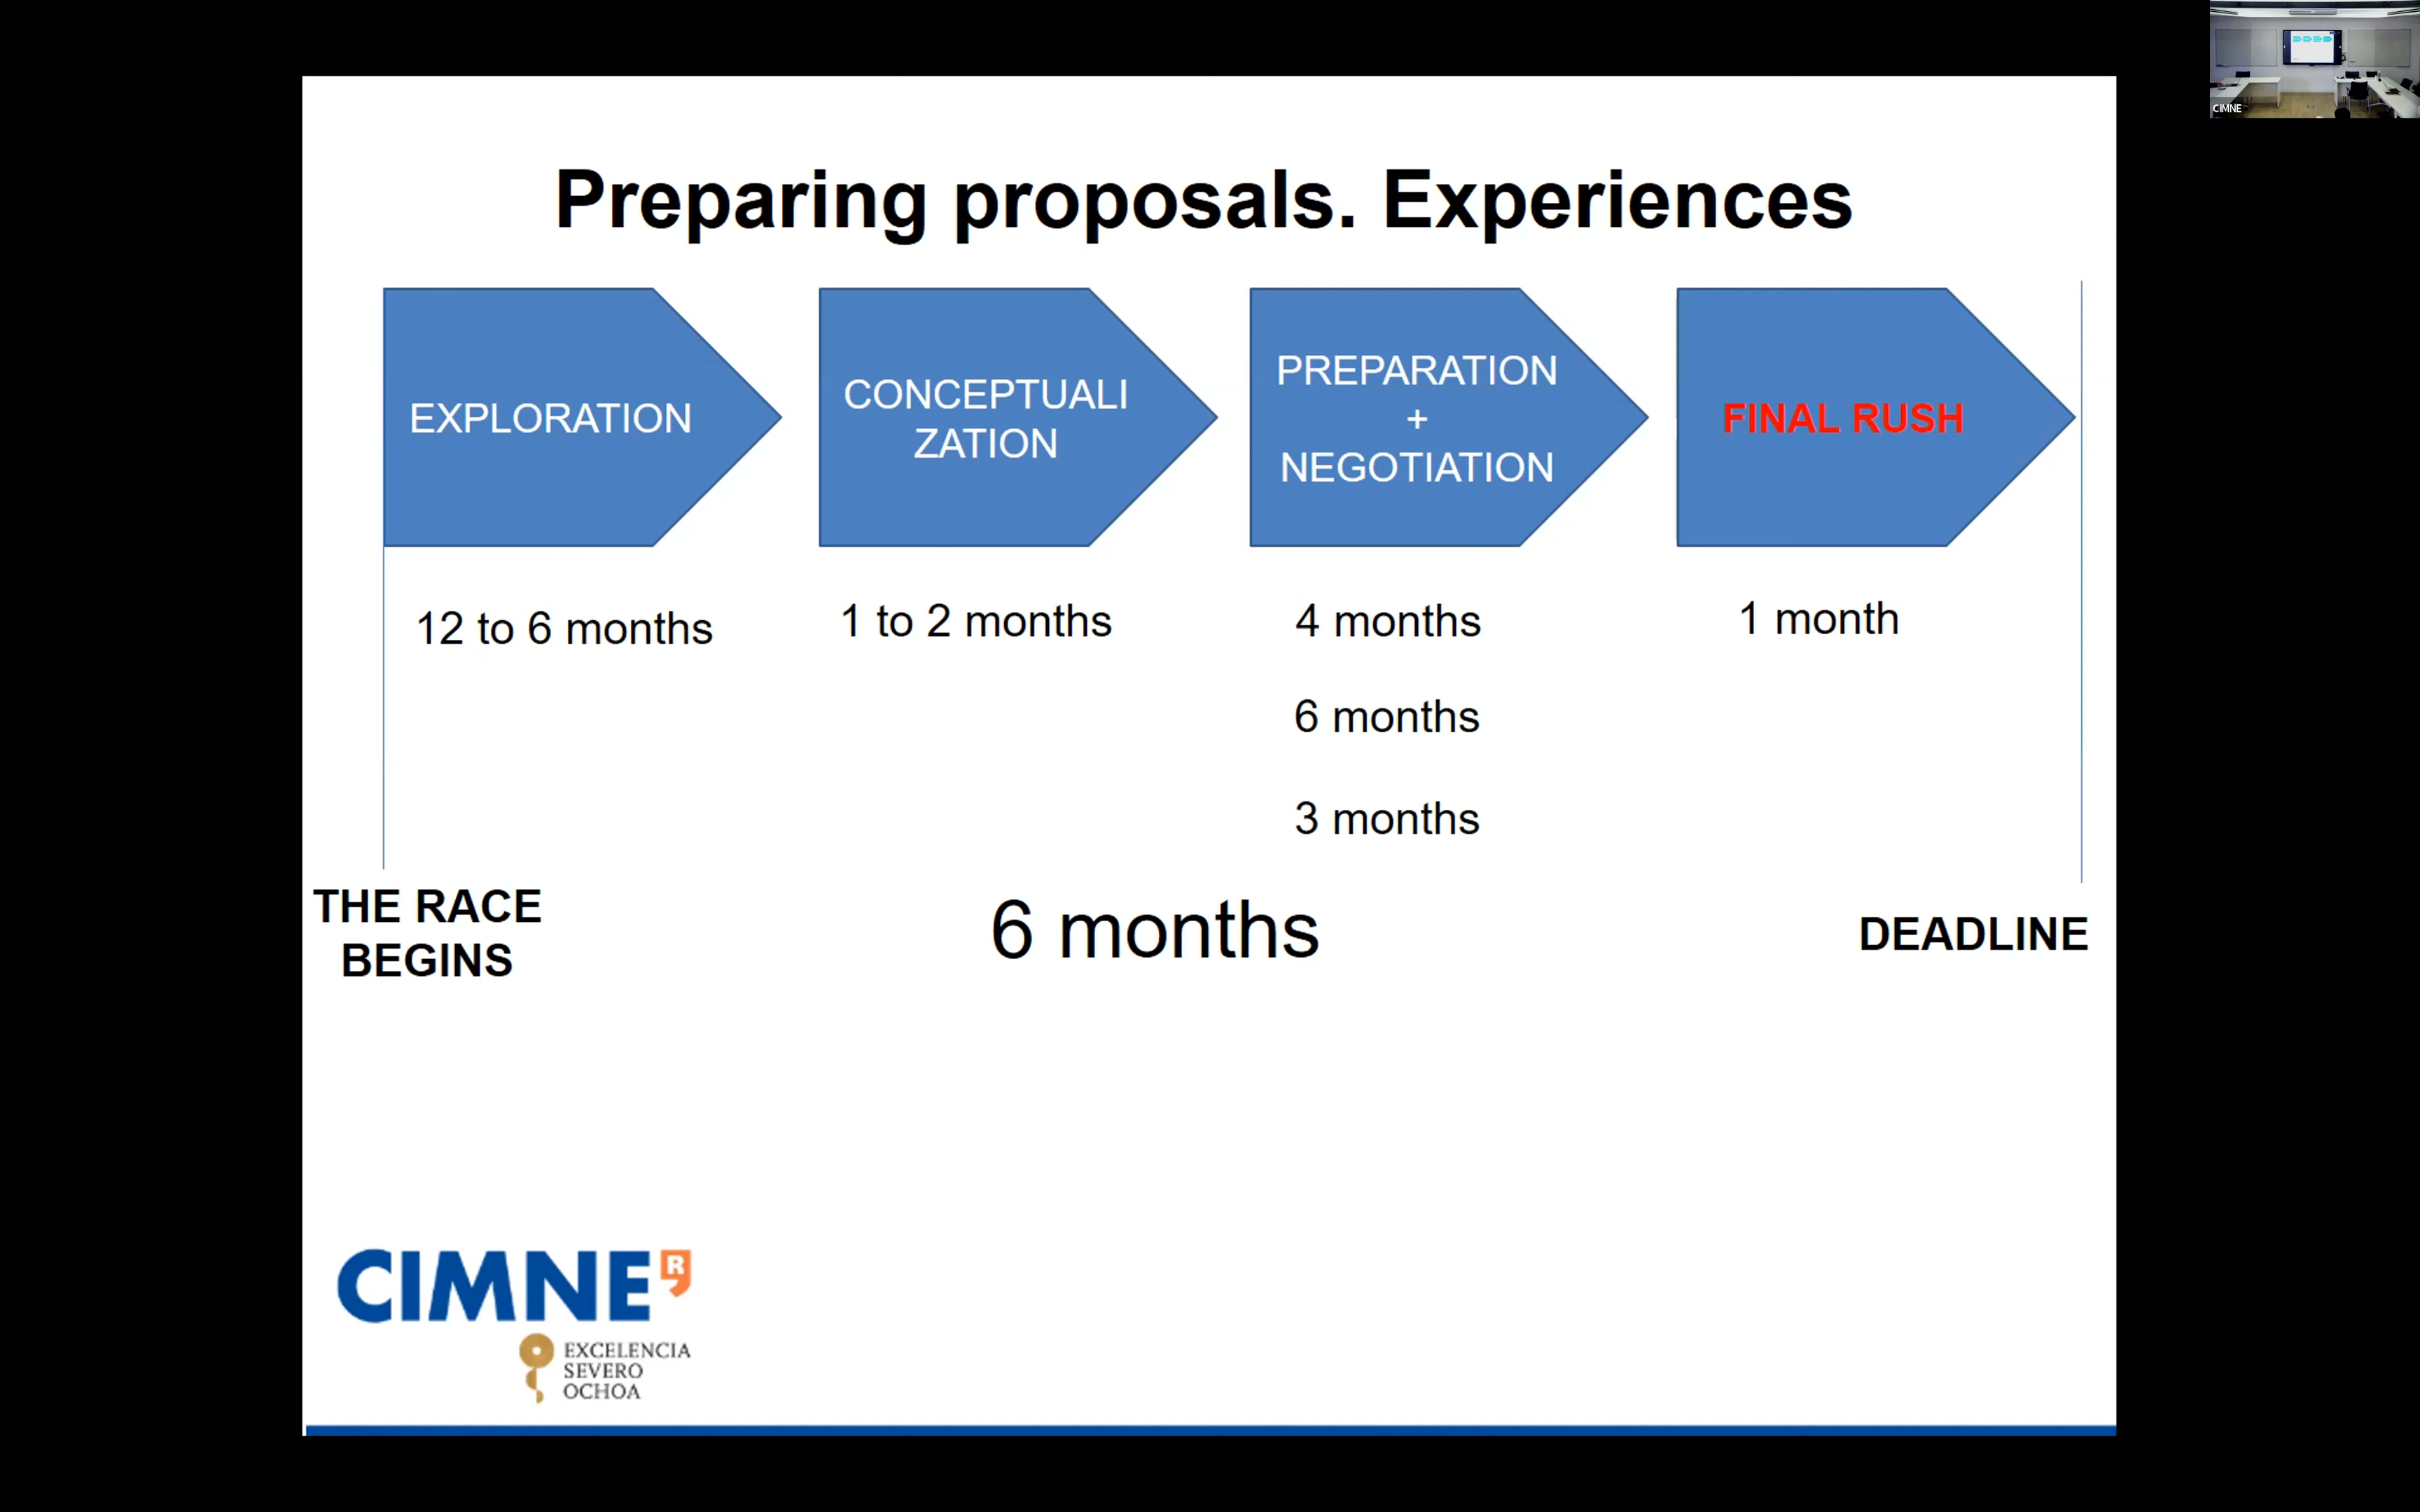 CIMNE
Preparing proposals. Experiences
EXPLORATION
CONCEPTUALI
ZATION
PREPARATION
+
NEGOTIATION
FINAL RUSH
12 to 6 months
1 to 2 months
4 months
1 month
6 months
3 months
THE RACE
BEGINS
6 months
DEADLINE
CIMNE R
EXCELENCIA
SEVERO
OCHOA